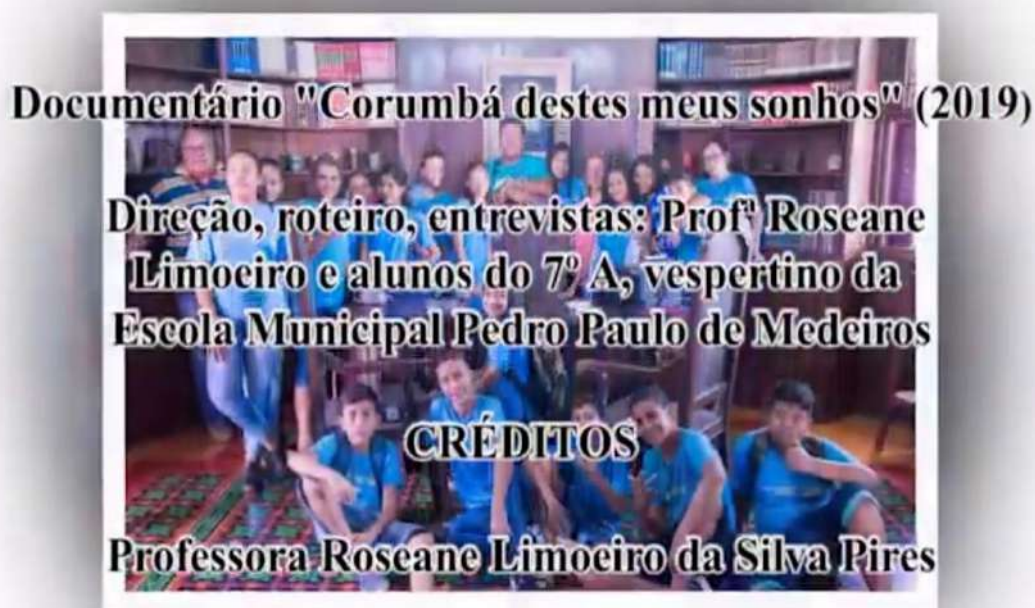 Documentário "Corumbá destes meus sonhos" (2019)
Direção, roteiro, entrevistas: Profª Roseane
Limoeiro e alunos do 7º A, vespertino da
Escola Municipal Pedro Paulo de Medeiros
CRÉDITOS
Professora Roseane Limoeiro da Silva Pires